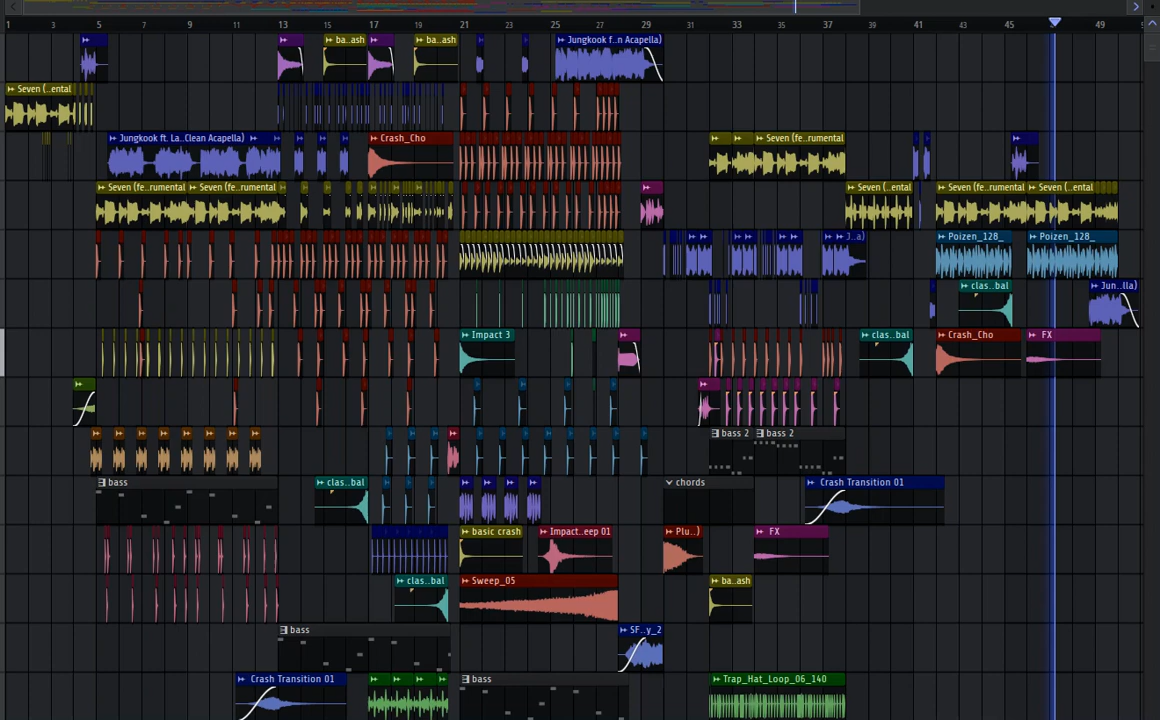 1 3 5 7 9 11 13 15 17 19 21 23 25 27 29 31 33 35 37 39 41 43 45 47 49
ba..ash ba..ash Jungkook f..n Acapella)
Seven (..ental
Jungkook ft. La..Clean Acapella) Crash_Cho Seven (fe..rumental
Seven (fe..rumental Seven (fe..rumental Seven (..ental Seven (fe..rumental Seven (..ental
J..a) Poizen_128_ Poizen_128_
clas..bal Jun..lla)
Impact 3 clas..bal Crash_Cho FX
bass 2 bass 2
bass clas..bal chords Crash Transition 01
basic crash Impact..eep 01 Plu..) FX
clas..bal Sweep_05 ba..ash
bass SF..y_2
Crash Transition 01 bass Trap_Hat_Loop_06_140